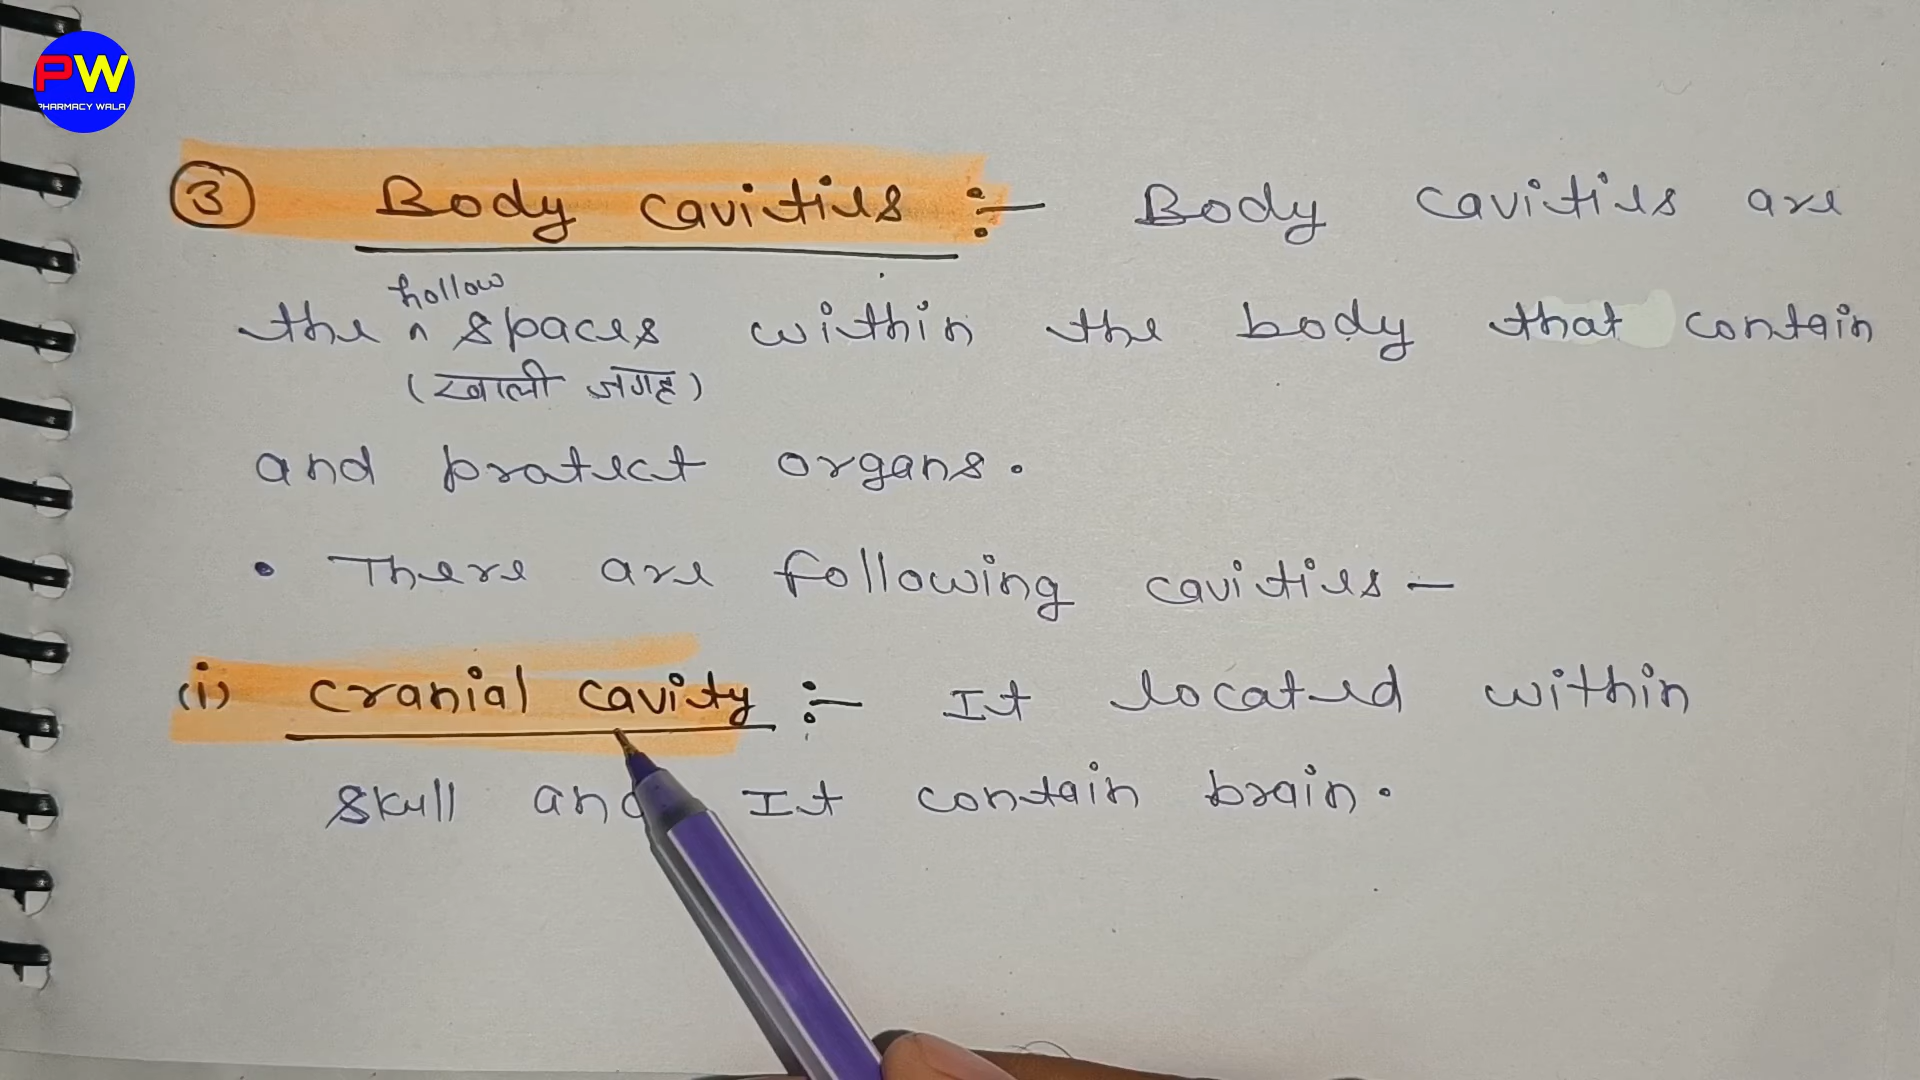 PW
PHARMACY WALA
3 Body cavities :- Body cavities are
hollow
the ^ spaces within the body that contain
(खाली जगह)
and protect organs.
• There are following cavities -
(i) Cranial cavity :- It located within
skull and It contain brain.